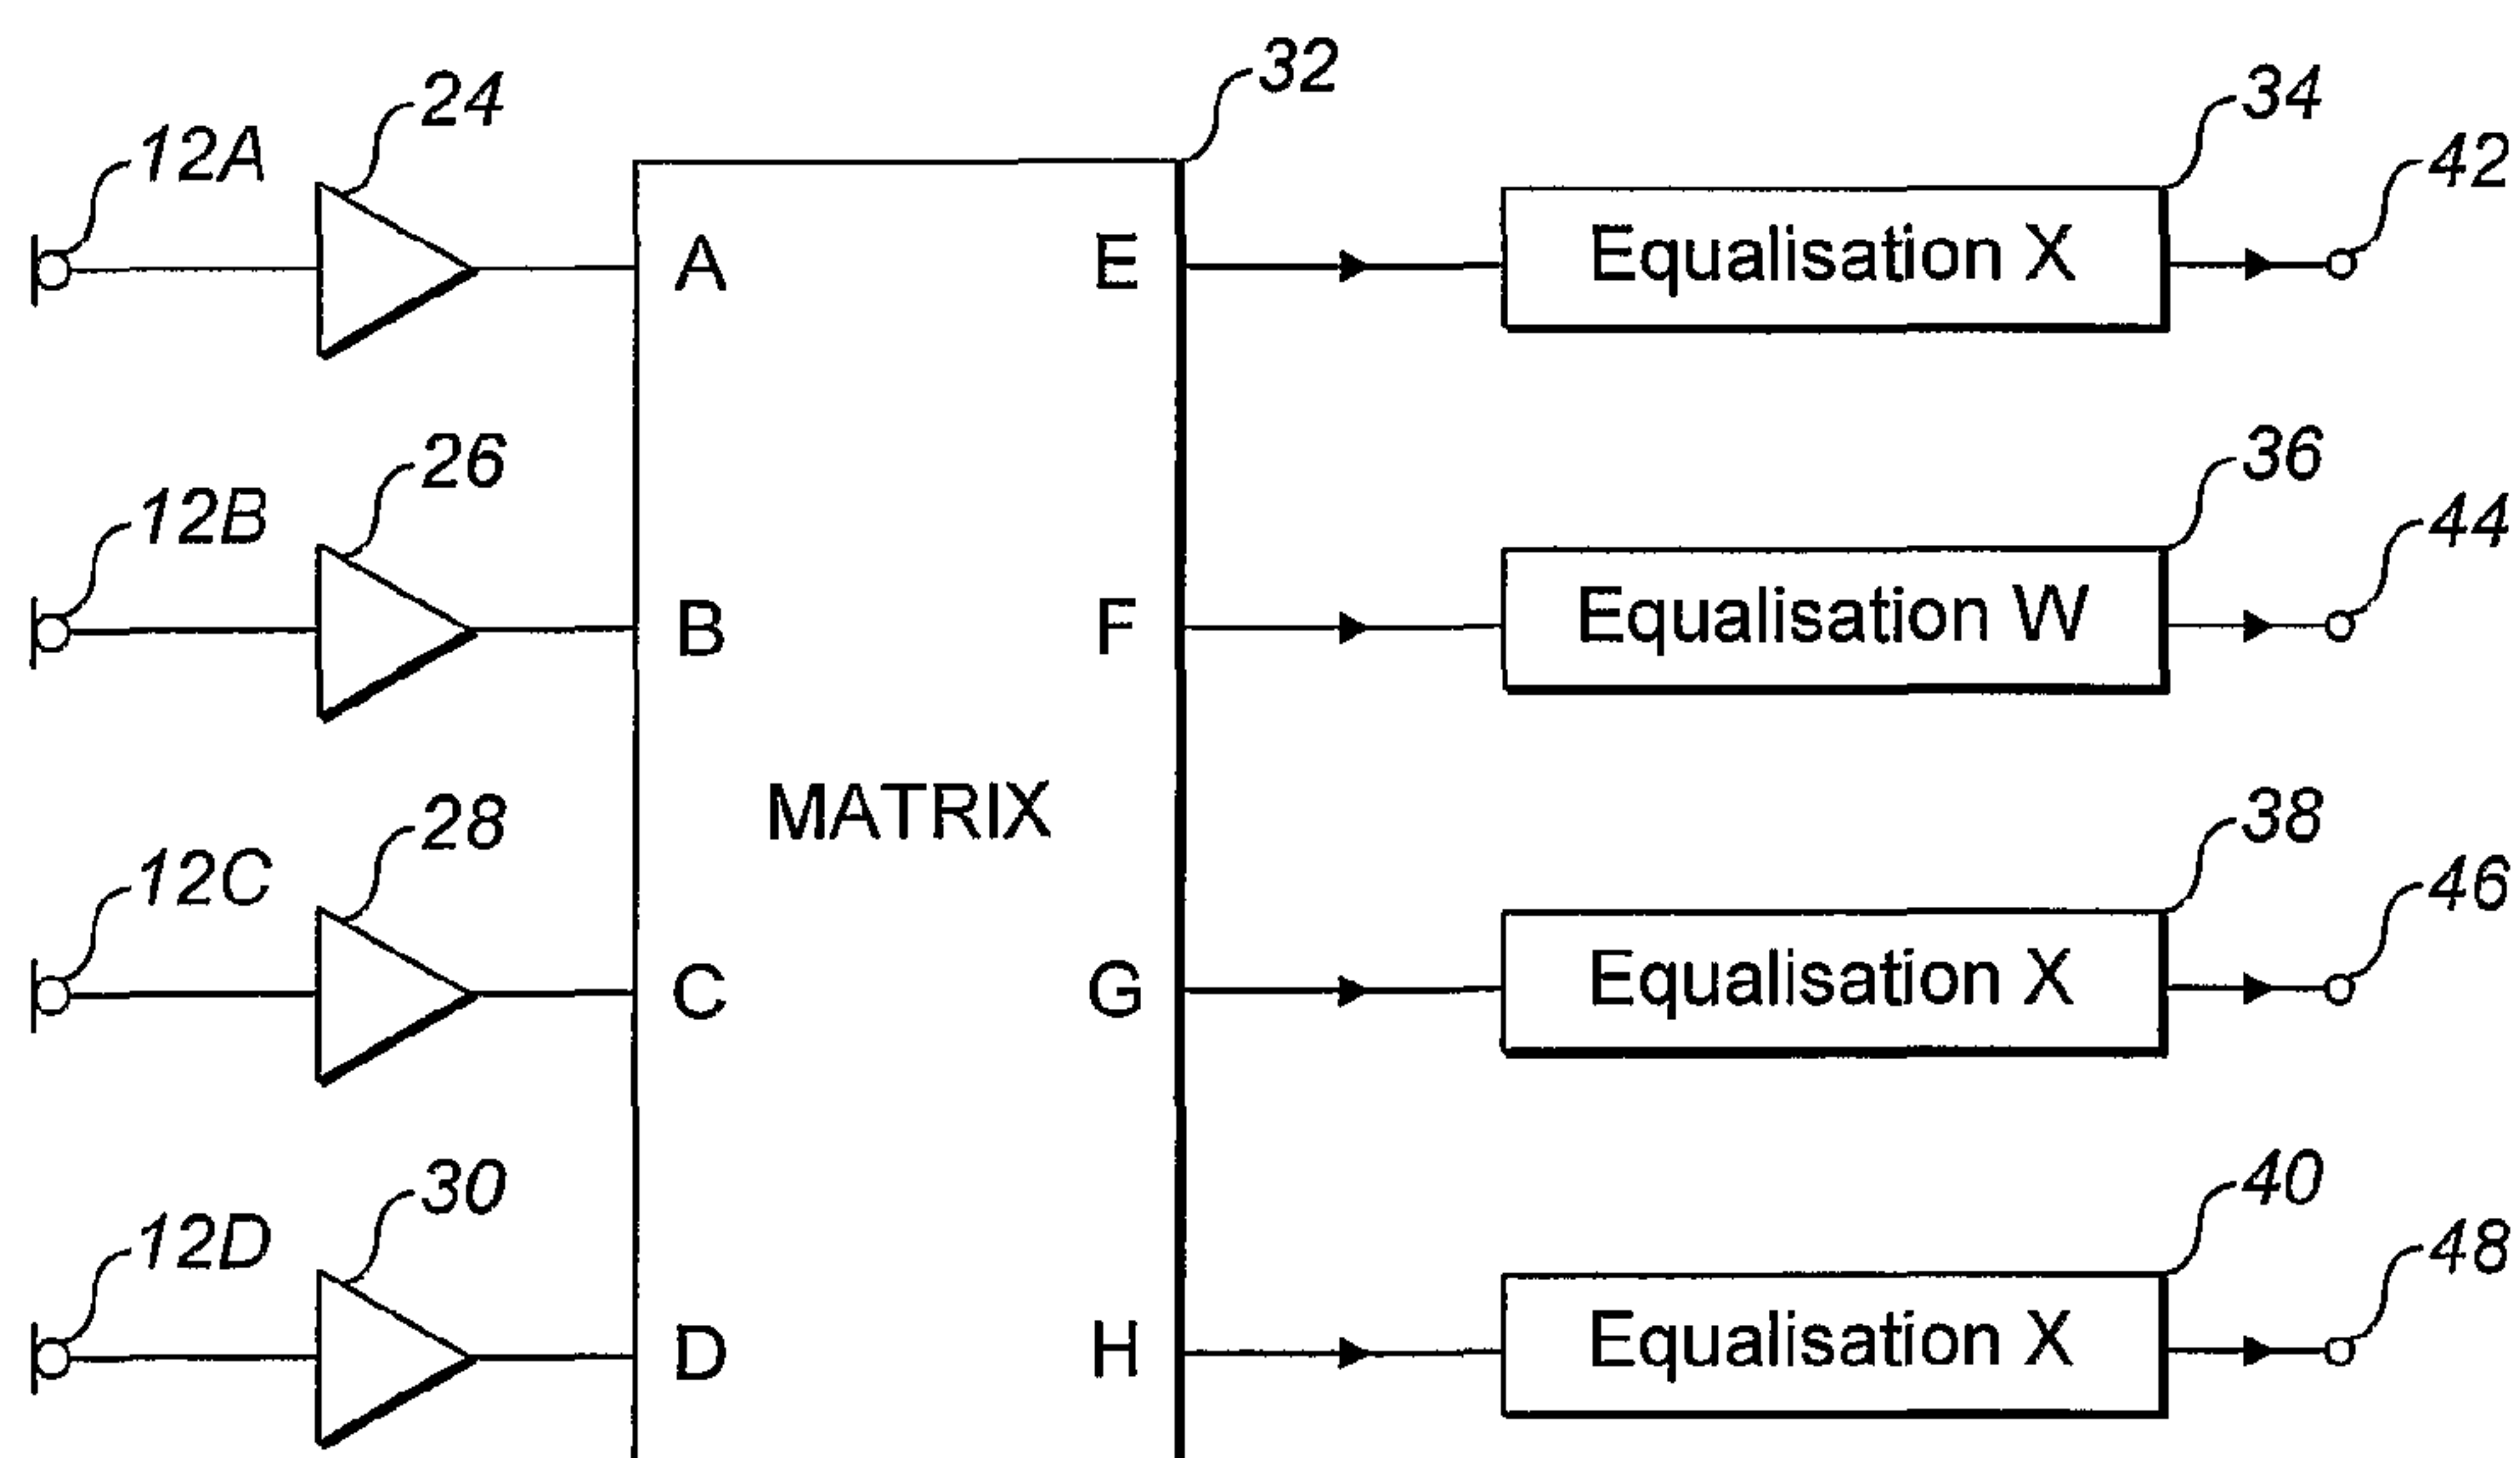 32
24
34
12A
42
A
E
Equalisation X
26
36
12B
44
B
F
Equalisation W
MATRIX
28
38
12C
46
C
G
Equalisation X
30
40
12D
48
D
H
Equalisation X